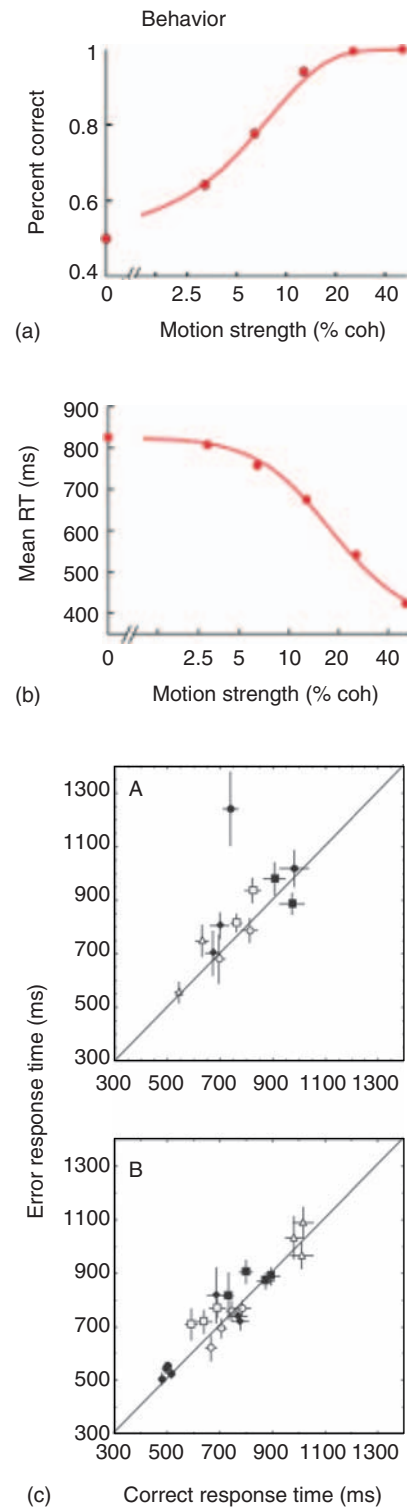 Behavior
Percent correct
1
0.8
0.6
0.4
0 2.5 5 10 20 40
(a) Motion strength (% coh)
Mean RT (ms)
900
800
700
600
500
400
0 2.5 5 10 20 40
(b) Motion strength (% coh)
Error response time (ms)
A
1300
1100
900
700
500
300
300 500 700 900 1100 1300
B
1300
1100
900
700
500
300
300 500 700 900 1100 1300
(c) Correct response time (ms)